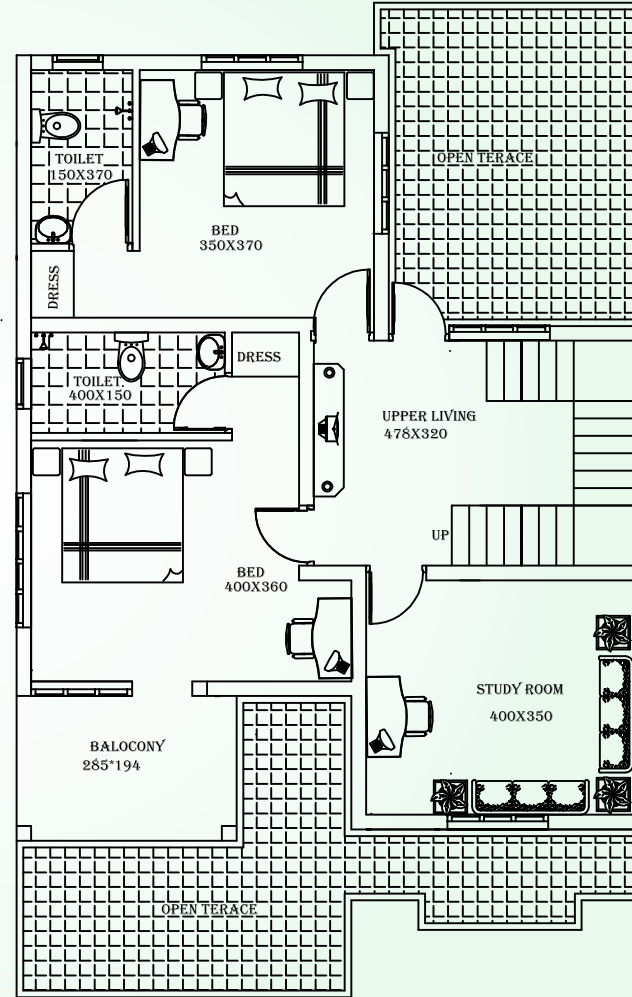 TOILET
150X370
OPEN TERACE
BED
350X370
DRESS
DRESS
TOILET.
400X150
UPPER LIVING
478X320
UP
BED
400X360
STUDY ROOM
400X350
BALOCONY
285*194
OPEN TERACE